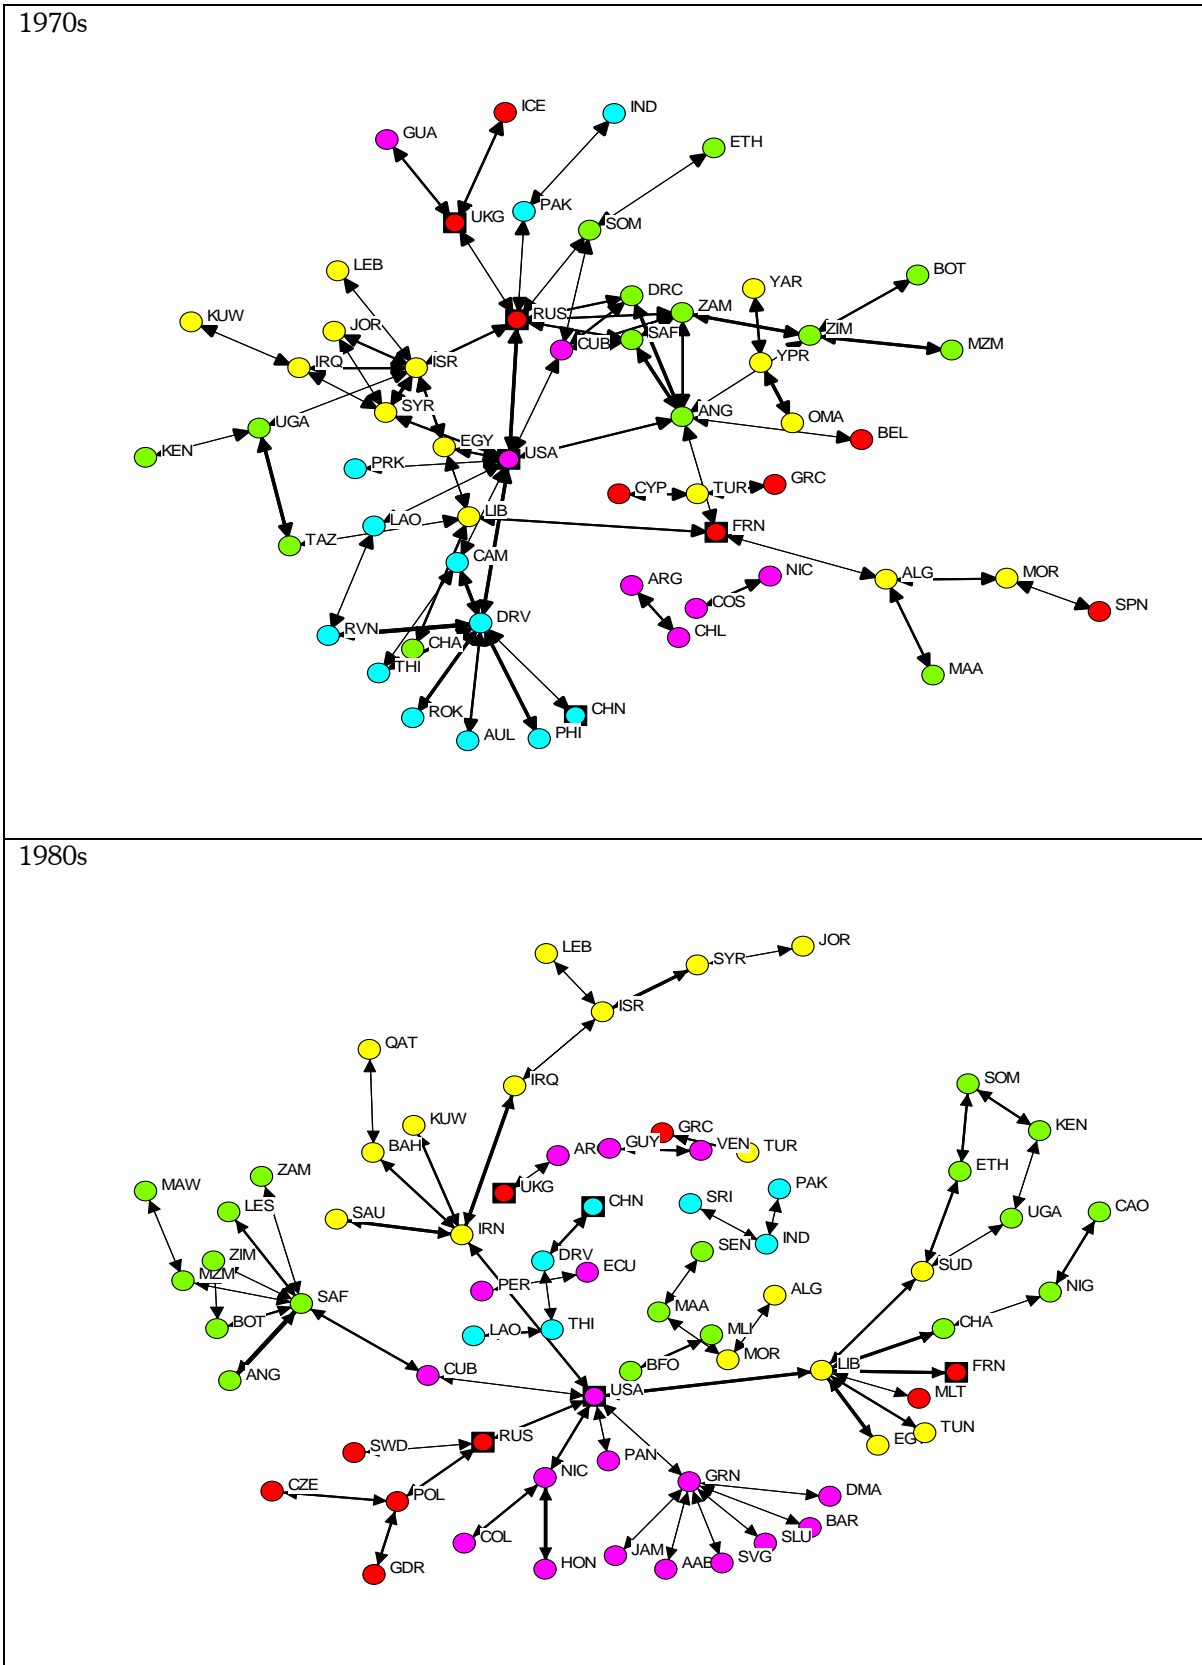 1970s
ICE
IND
GUA
ETH
PAK
UKG
SOM
LEB
BOT
DRC
YAR
KUW
ZAM
RUS
JOR
SAF
ZIM
CUB
MZM
IRQ
ISR
YPR
SYR
UGA
ANG
OMA
BEL
EGY
KEN
USA
PRK
GRC
CYP
TUR
LIB
LAO
FRN
TAZ
CAM
ARG
NIC
ALG
MOR
COS
SPN
DRV
RVN
CHL
CHA
THI
MAA
ROK
CHN
AUL
PHI
1980s
LEB
JOR
SYR
ISR
QAT
IRQ
SOM
KUW
KEN
GRC
BAH
GUY
VEN
TUR
AR
ETH
ZAM
UKG
PAK
MAW
CHN
SRI
LES
SAU
UGA
CAO
IRN
IND
SEN
ZIM
DRV
ECU
SUD
MZM
PER
ALG
NIG
SAF
MAA
BOT
THI
MLI
CHA
LAO
MOR
ANG
CUB
BFO
LIB
FRN
USA
MLT
TUN
EG
RUS
SWD
PAN
NIC
GRN
CZE
POL
DMA
BAR
COL
SLU
JAM
AAB
SVG
HON
GDR